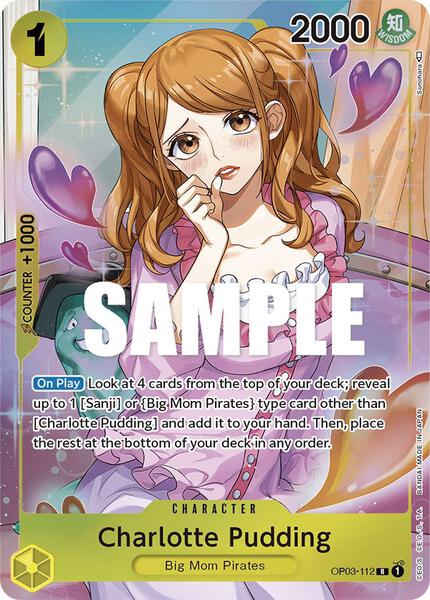 1
2000
知
WISDOM
Sunohara
COUNTER +1000
SAMPLE
On Play Look at 4 cards from the top of your deck; reveal
up to 1 [Sanji] or {Big Mom Pirates} type card other than
[Charlotte Pudding] and add it to your hand. Then, place
the rest at the bottom of your deck in any order.
CHARACTER
Charlotte Pudding
Big Mom Pirates
OP03-112 R 1
©E.O./S., T.A. BANDAI MADE IN JAPAN